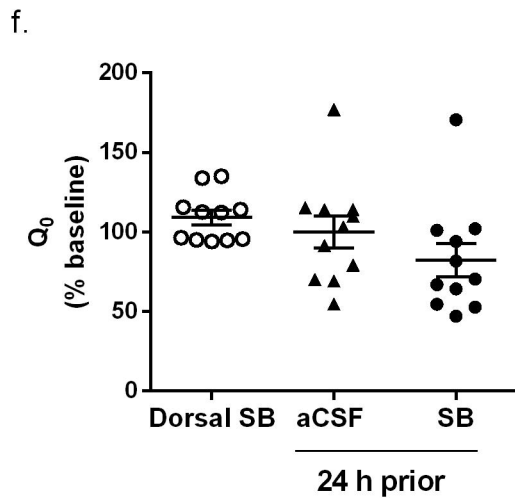 f.
Q₀
(% baseline)
200
150
100
50
0
Dorsal SB aCSF SB
24 h prior